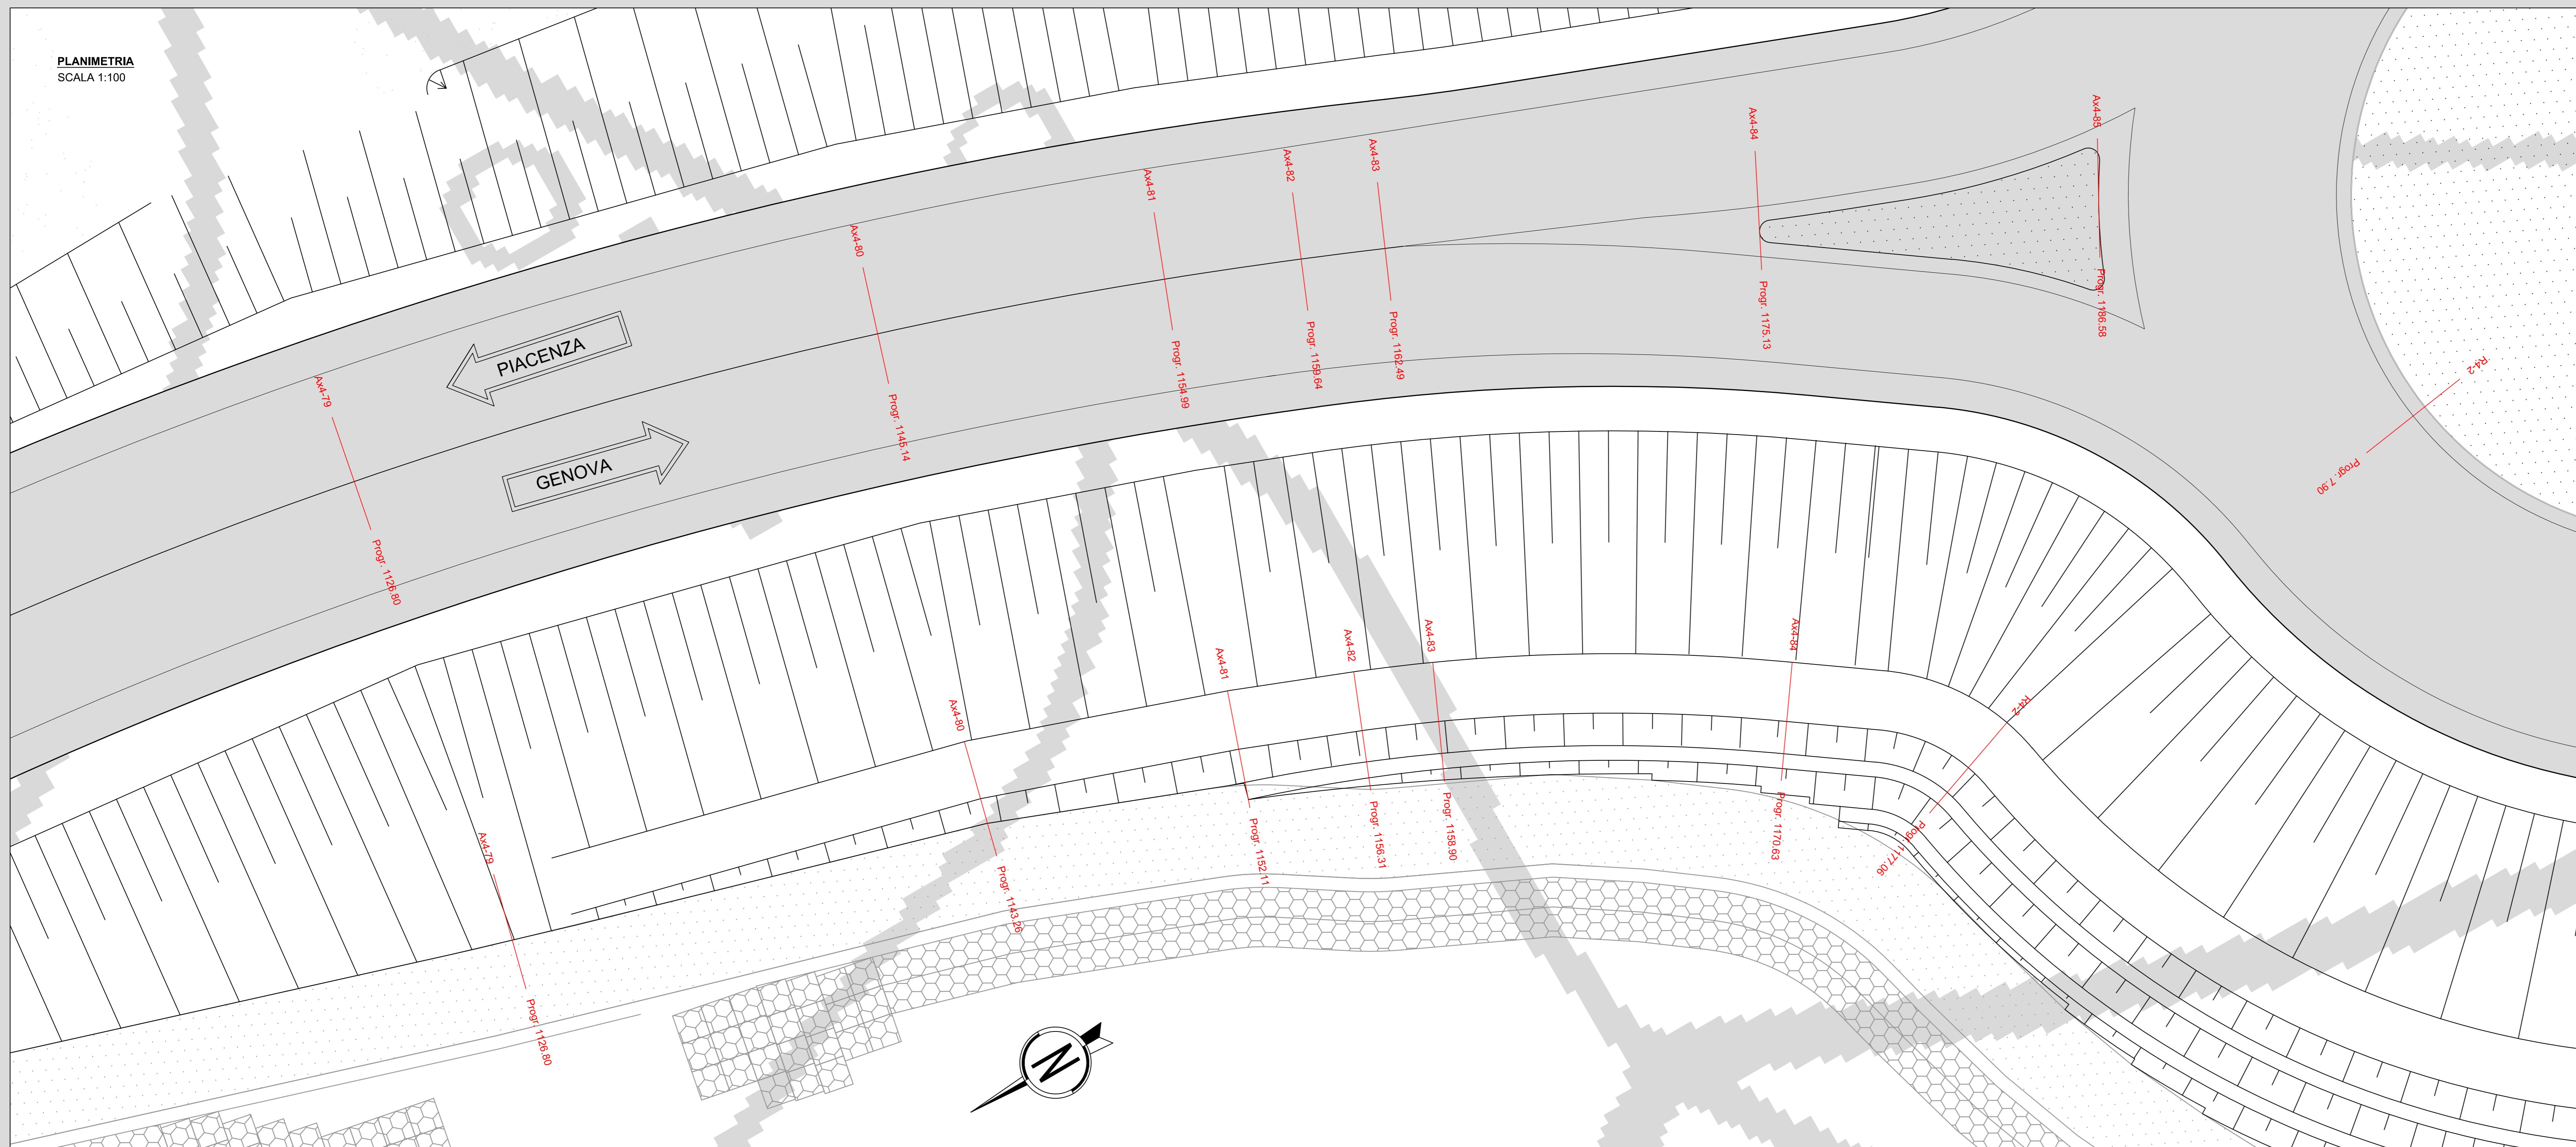 PLANIMETRIA
SCALA 1:100
Ax4-79
Progr. 1126.80
Ax4-80
Progr. 1145.14
Ax4-81
Progr. 1154.99
Ax4-82
Progr. 1159.64
Ax4-83
Progr. 1162.49
Ax4-84
Progr. 1175.13
Ax4-85
Progr. 1186.58
R4-2
Progr. 7.90
PIACENZA
GENOVA
Ax4-79
Progr. 1126.80
Ax4-80
Progr. 1143.26
Ax4-81
Progr. 1152.11
Ax4-82
Progr. 1156.31
Ax4-83
Progr. 1158.90
Ax4-84
Progr. 1170.63
R4-2
Progr. 1177.06
N